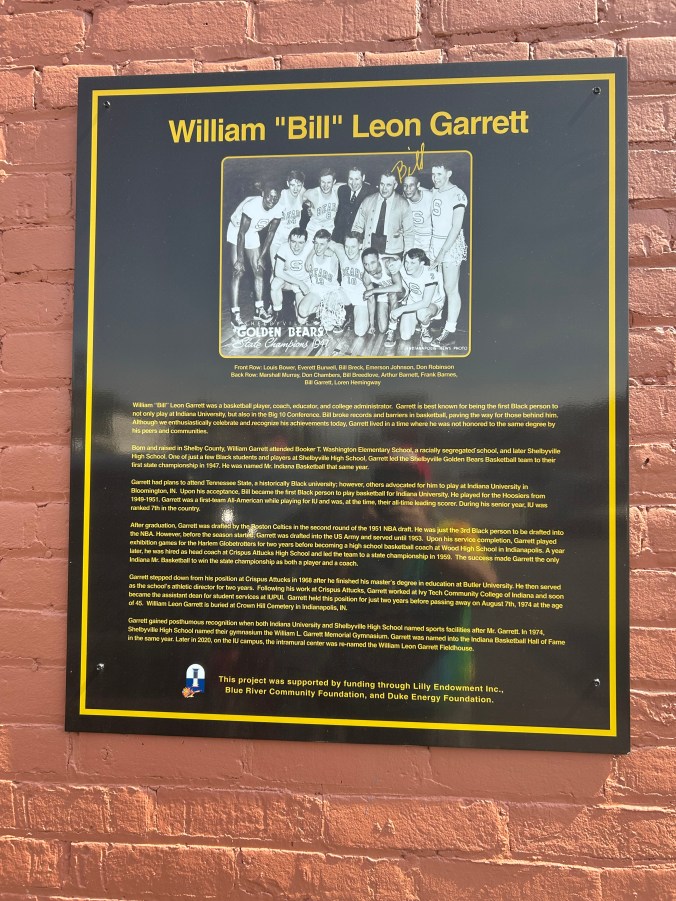 William "Bill" Leon Garrett
Bill
SHELBYVILLE
GOLDEN BEARS
State Champions 1947
INDIANAPOLIS NEWS PHOTO
Front Row: Louis Bower, Everett Burwell, Bill Breck, Emerson Johnson, Don Robinson
Back Row: Marshall Murray, Don Chambers, Bill Breedlove, Arthur Barnett, Frank Barnes,
Bill Garrett, Loren Hemingway
William "Bill" Leon Garrett was a basketball player, coach, educator, and college administrator. Garrett is best known for being the first Black person to
not only play at Indiana University, but also in the Big 10 Conference. Bill broke records and barriers in basketball, paving the way for those behind him.
Although we enthusiastically celebrate and recognize his achievements today, Garrett lived in a time where he was not honored to the same degree by
his peers and communities.
Born and raised in Shelby County, William Garrett attended Booker T. Washington Elementary School, a racially segregated school, and later Shelbyville
High School. One of just a few Black students and players at Shelbyville High School, Garrett led the Shelbyville Golden Bears Basketball team to their
first state championship in 1947. He was named Mr. Indiana Basketball that same year.
Garrett had plans to attend Tennessee State, a historically Black university; however, others advocated for him to play at Indiana University in
Bloomington, IN. Upon his acceptance, Bill became the first Black person to play basketball for Indiana University. He played for the Hoosiers from
1949-1951. Garrett was a first-team All-American while playing for IU and was, at the time, their all-time leading scorer. During his senior year, IU was
ranked 7th in the country.
After graduation, Garrett was drafted by the Boston Celtics in the second round of the 1951 NBA draft. He was just the 3rd Black person to be drafted into
the NBA. However, before the season started, Garrett was drafted into the US Army and served until 1953. Upon his service completion, Garrett played
exhibition games for the Harlem Globetrotters for two years before becoming a high school basketball coach at Wood High School in Indianapolis. A year
later, he was hired as head coach at Crispus Attucks High School and led the team to a state championship in 1959. The success made Garrett the only
Indiana Mr. Basketball to win the state championship as both a player and a coach.
Garrett stepped down from his position at Crispus Attucks in 1968 after he finished his master's degree in education at Butler University. He then served
as the school's athletic director for two years. Following his work at Crispus Attucks, Garrett worked at Ivy Tech Community College of Indiana and soon
became the assistant dean for student services at IUPUI. Garrett held this position for just two years before passing away on August 7th, 1974 at the age
of 45. William Leon Garrett is buried at Crown Hill Cemetery in Indianapolis, IN.
Garrett gained posthumous recognition when both Indiana University and Shelbyville High School named sports facilities after Mr. Garrett. In 1974,
Shelbyville High School named their gymnasium the William L. Garrett Memorial Gymnasium. Garrett was named into the Indiana Basketball Hall of Fame
in the same year. Later in 2020, on the IU campus, the intramural center was re-named the William Leon Garrett Fieldhouse.
This project was supported by funding through Lilly Endowment Inc.,
Blue River Community Foundation, and Duke Energy Foundation.